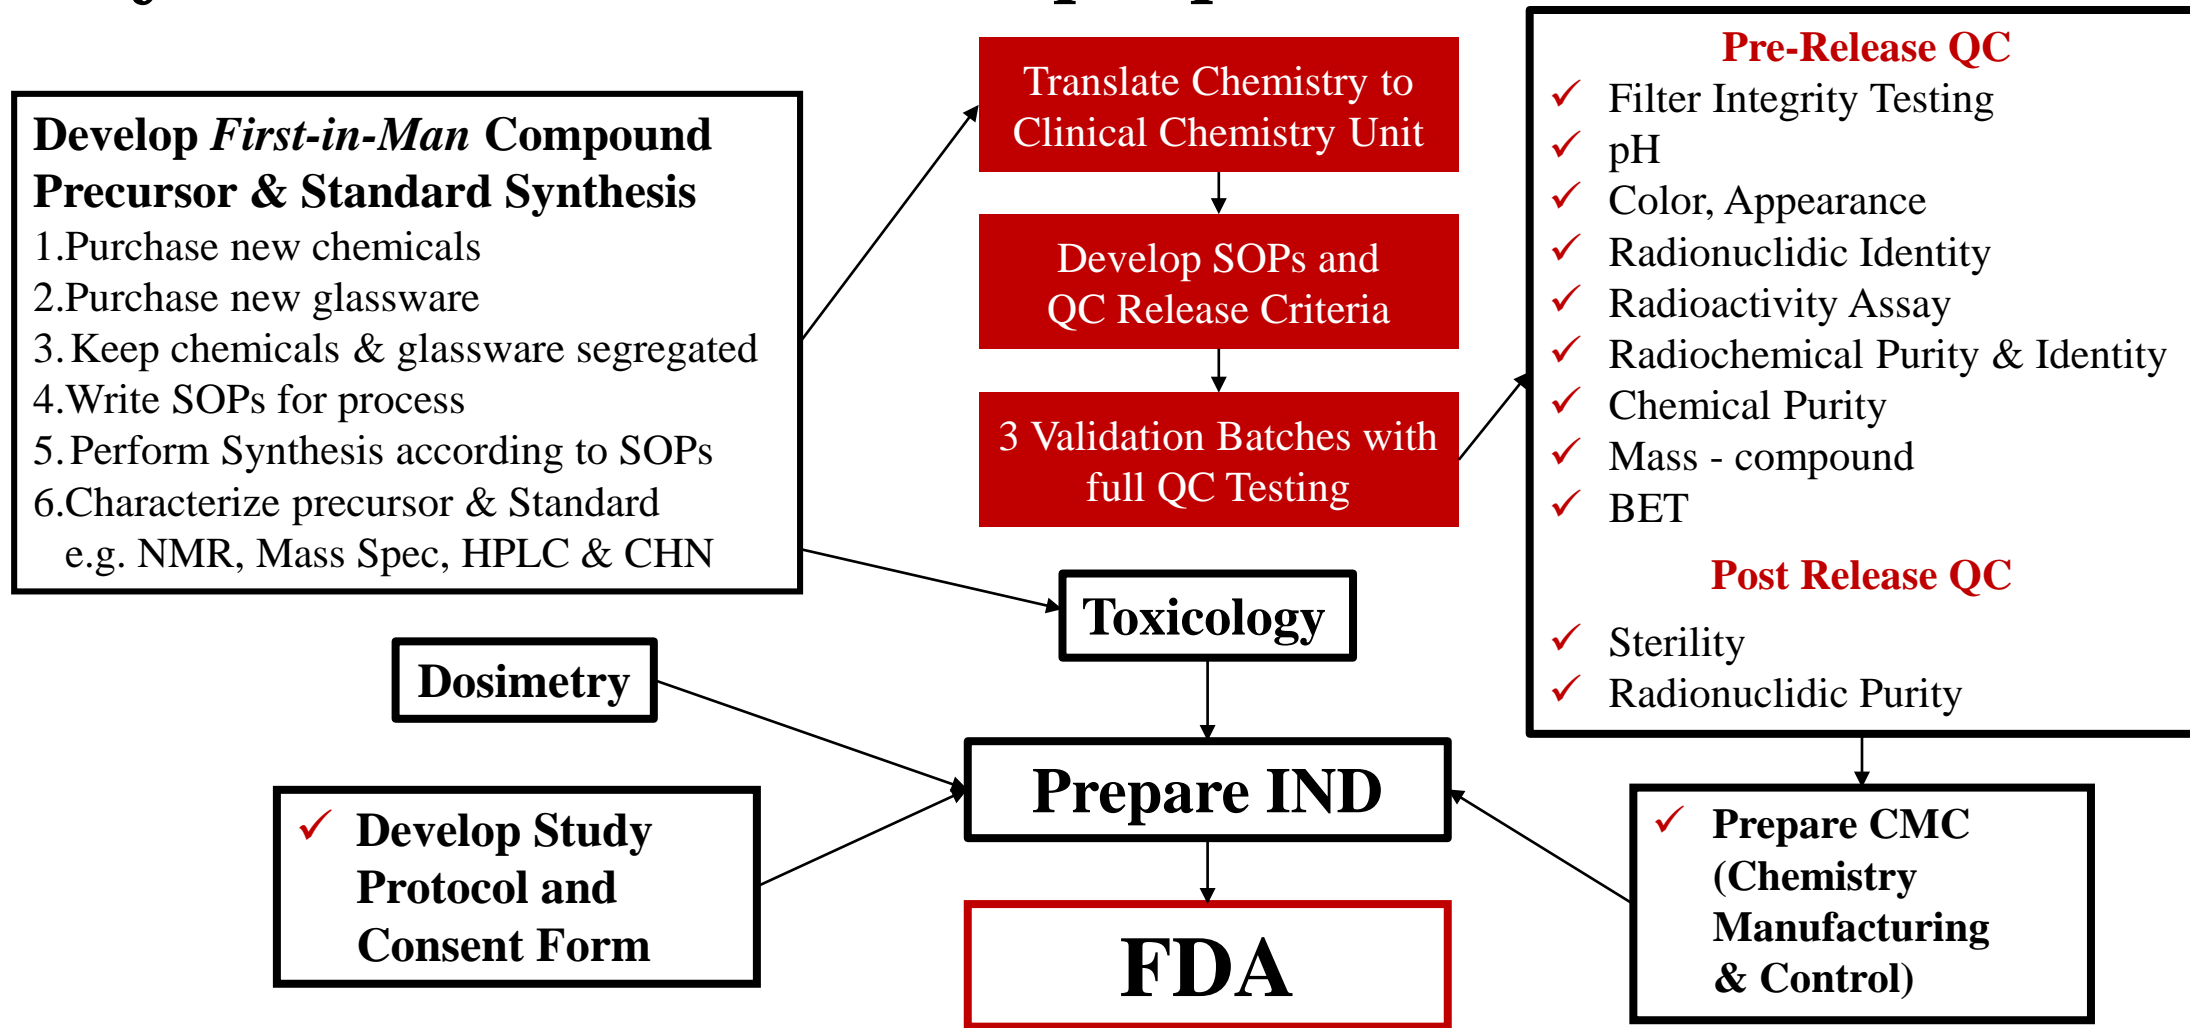 Develop First-in-Man Compound
Precursor & Standard Synthesis
1.Purchase new chemicals
2.Purchase new glassware
3.Keep chemicals & glassware segregated
4.Write SOPs for process
5.Perform Synthesis according to SOPs
6.Characterize precursor & Standard
e.g. NMR, Mass Spec, HPLC & CHN
Translate Chemistry to
Clinical Chemistry Unit
Develop SOPs and
QC Release Criteria
3 Validation Batches with
full QC Testing
Pre-Release QC
✓ Filter Integrity Testing
✓ pH
✓ Color, Appearance
✓ Radionuclidic Identity
✓ Radioactivity Assay
✓ Radiochemical Purity & Identity
✓ Chemical Purity
✓ Mass - compound
✓ BET
Post Release QC
✓ Sterility
✓ Radionuclidic Purity
Toxicology
Dosimetry
Prepare IND
✓ Develop Study
Protocol and
Consent Form
✓ Prepare CMC
(Chemistry
Manufacturing
& Control)
FDA